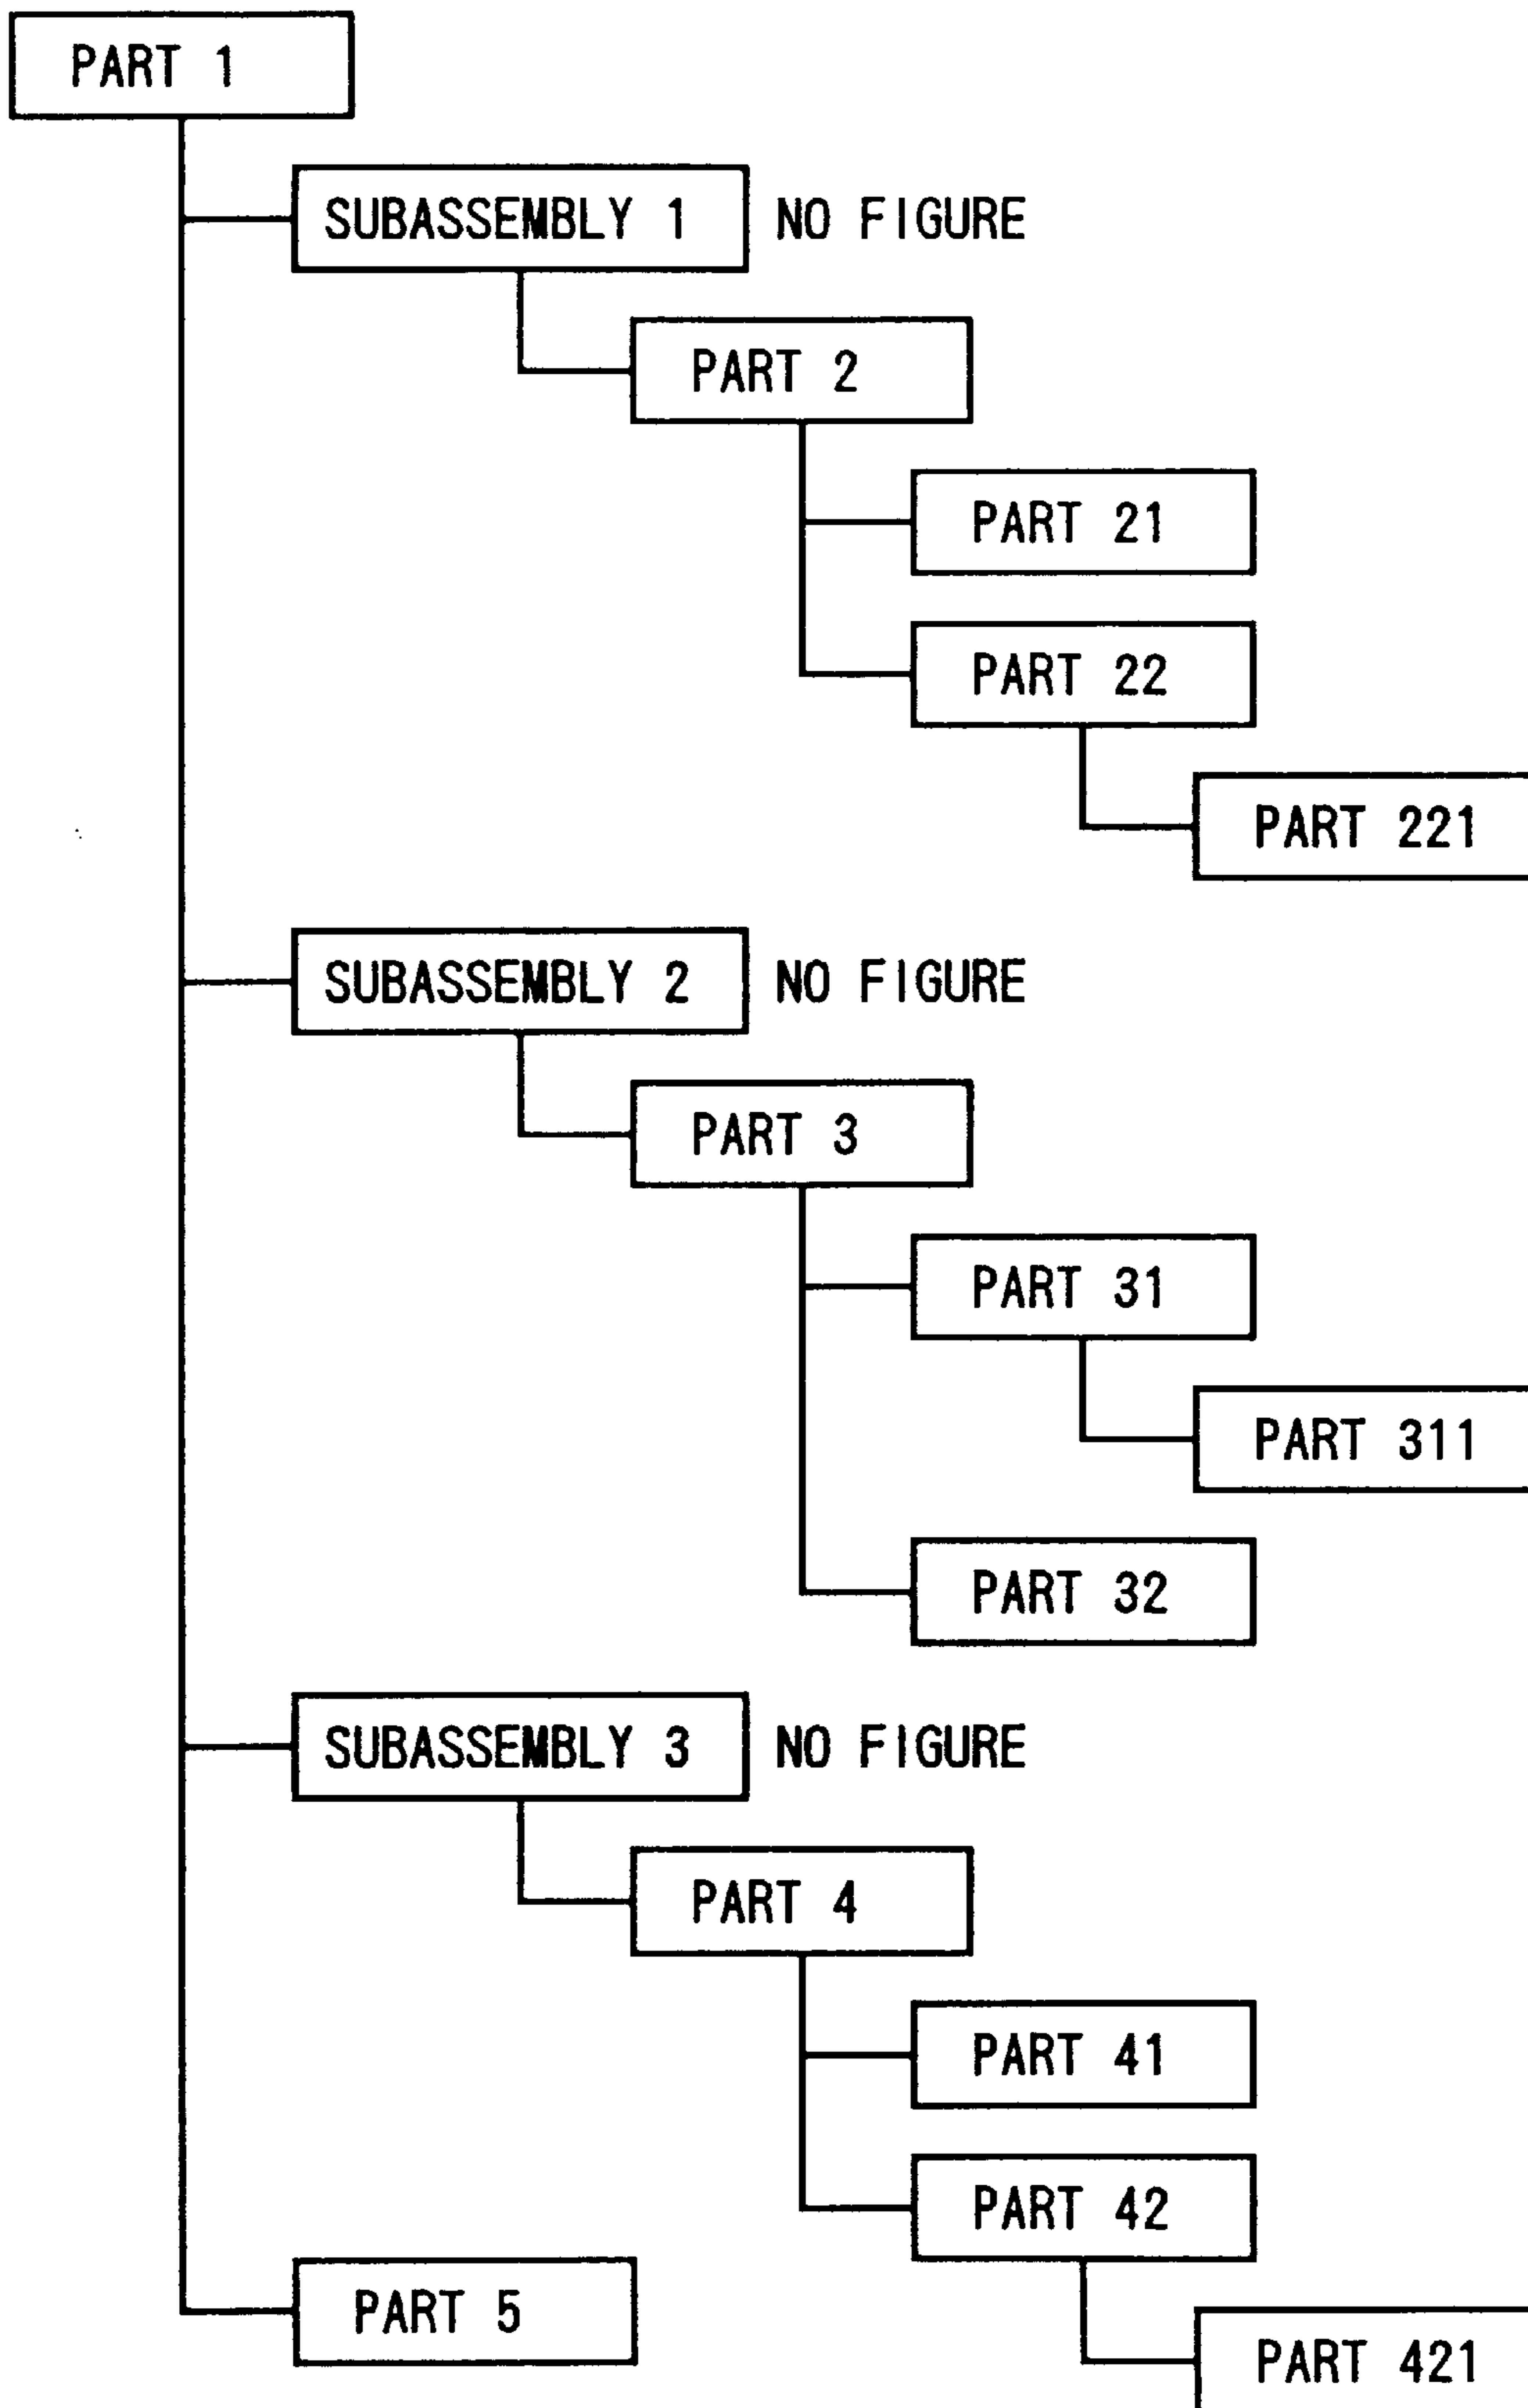 PART 1
SUBASSEMBLY 1 NO FIGURE
PART 2
PART 21
PART 22
PART 221
SUBASSEMBLY 2 NO FIGURE
PART 3
PART 31
PART 311
PART 32
SUBASSEMBLY 3 NO FIGURE
PART 4
PART 41
PART 42
PART 5
PART 421